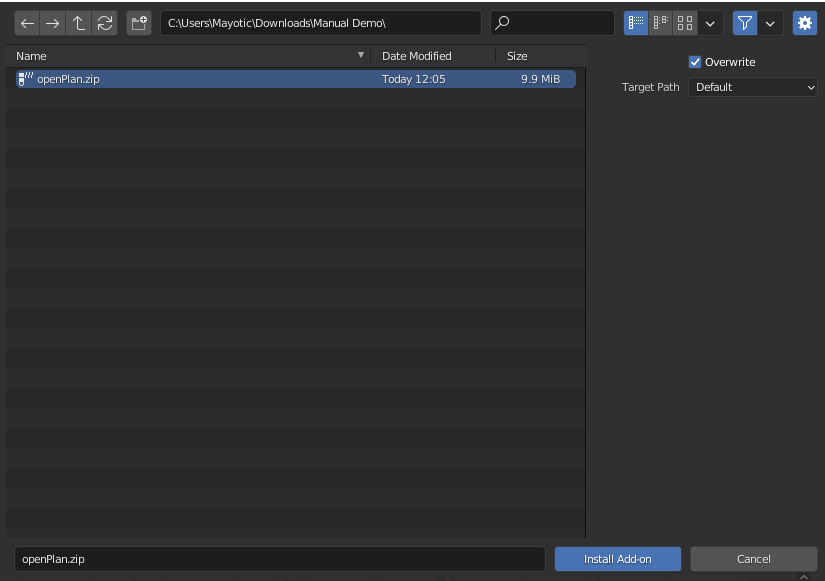 C:\Users\Mayotic\Downloads\Manual Demo\
Name Date Modified Size
openPlan.zip Today 12:05 9.9 MiB
Overwrite
Target Path Default
openPlan.zip Install Add-on Cancel